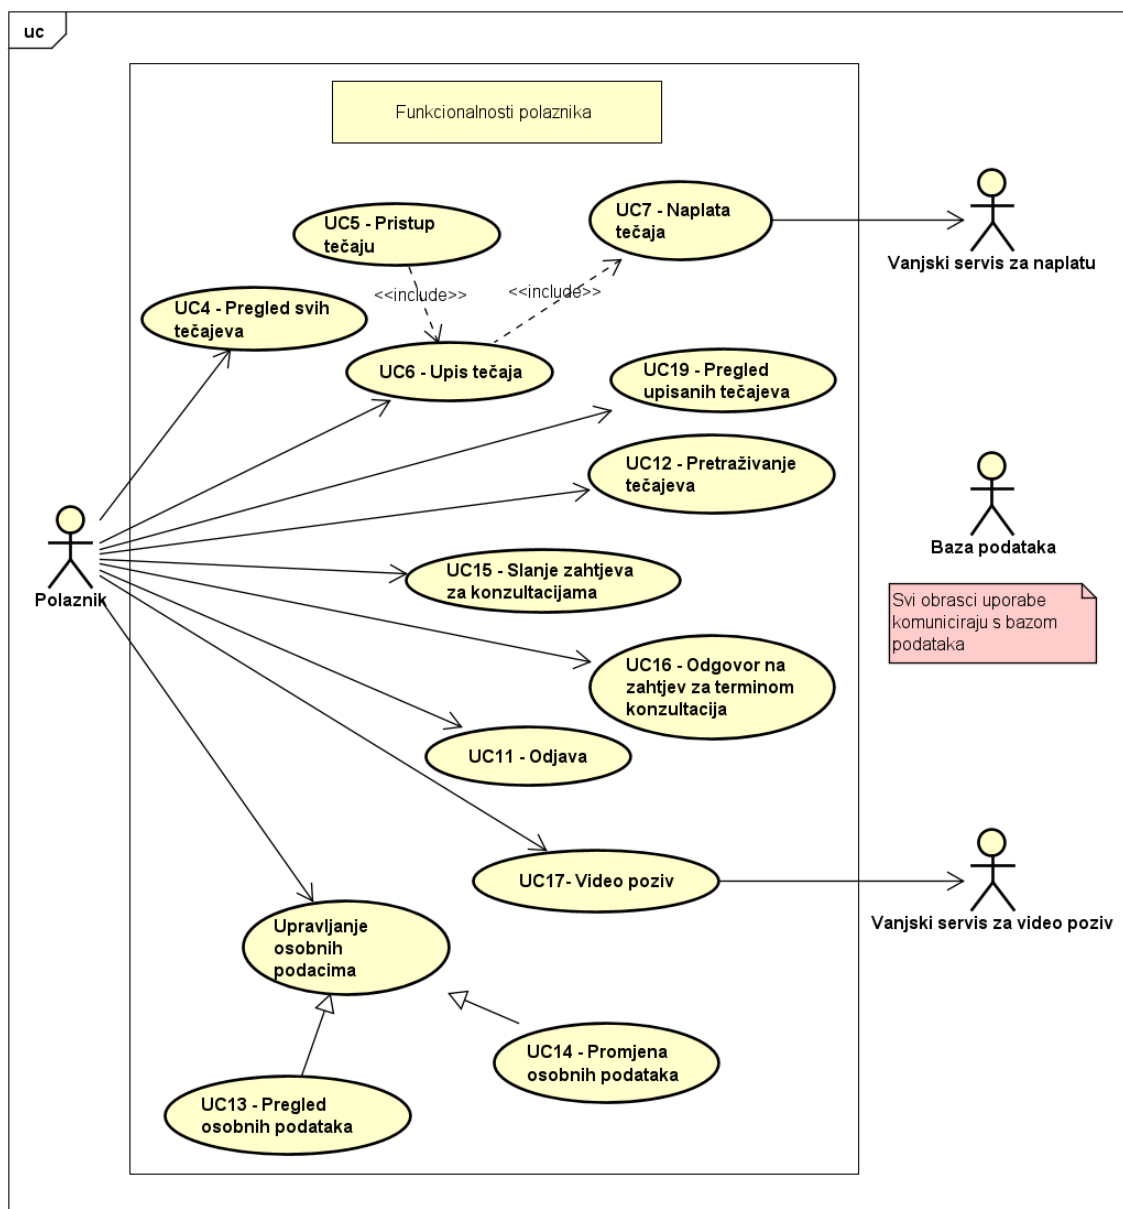 uc
Funkcionalnosti polaznika
UC5 - Pristup
tečaju
UC7 - Naplata
tečaja
Vanjski servis za naplatu
<<include>>
<<include>>
UC4 - Pregled svih
tečajeva
UC6 - Upis tečaja
UC19 - Pregled
upisanih tečajeva
UC12 - Pretraživanje
tečajeva
Baza podataka
Polaznik
UC15 - Slanje zahtjeva
za konzultacijama
Svi obrasci uporabe
komuniciraju s bazom
podataka
UC16 - Odgovor na
zahtjev za terminom
konzultacija
UC11 - Odjava
UC17- Video poziv
Vanjski servis za video poziv
Upravljanje
osobnih
podacima
UC14 - Promjena
osobnih podataka
UC13 - Pregled
osobnih podataka